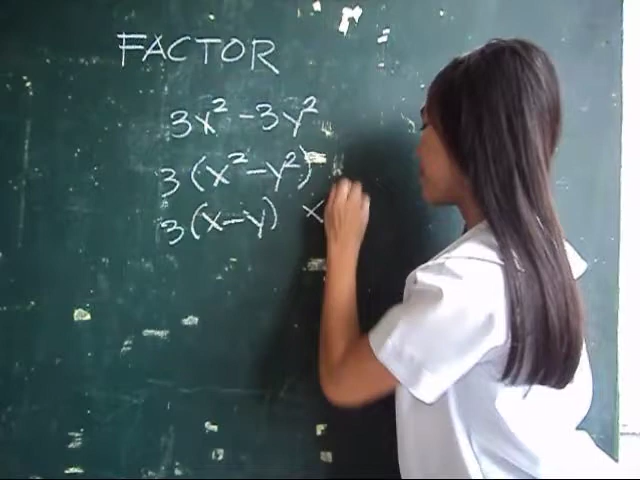 FACTOR
3x² - 3y²
3(x² - y²)
3(x - y) x